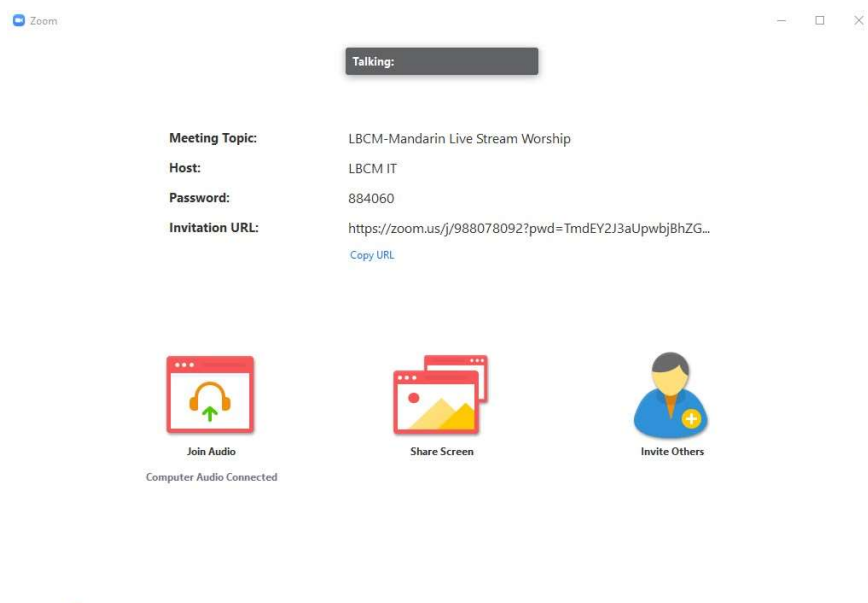 Zoom
Talking:
Meeting Topic: LBCM-Mandarin Live Stream Worship
Host: LBCM IT
Password: 884060
Invitation URL: https://zoom.us/j/988078092?pwd=TmdEY2J3aUpwbjBhZG...
Copy URL
Join Audio Share Screen Invite Others
Computer Audio Connected